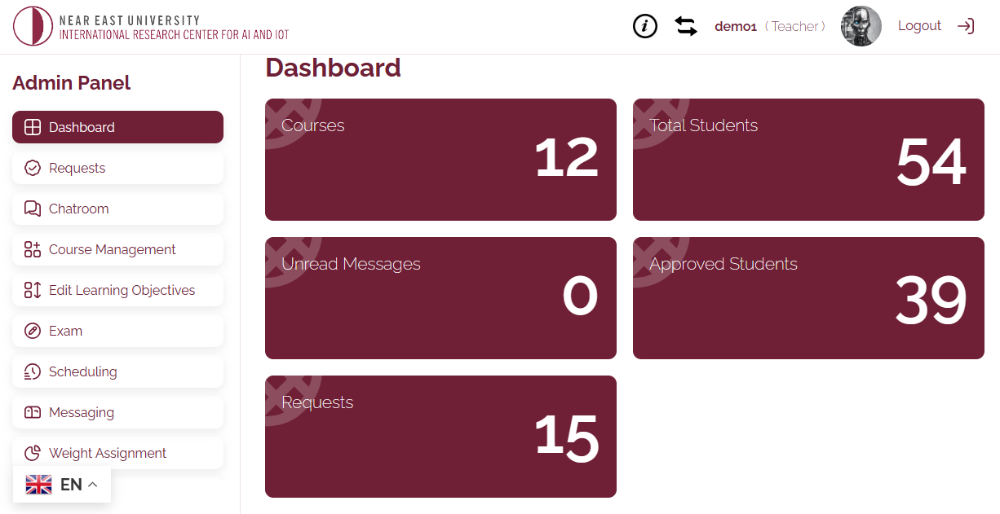 NEAR EAST UNIVERSITY
INTERNATIONAL RESEARCH CENTER FOR AI AND IOT
i
demo1 ( Teacher )
Logout
Admin Panel
Dashboard
Requests
Chatroom
Course Management
Edit Learning Objectives
Exam
Scheduling
Messaging
Weight Assignment
EN
Dashboard
Courses
12
Total Students
54
Unread Messages
0
Approved Students
39
Requests
15